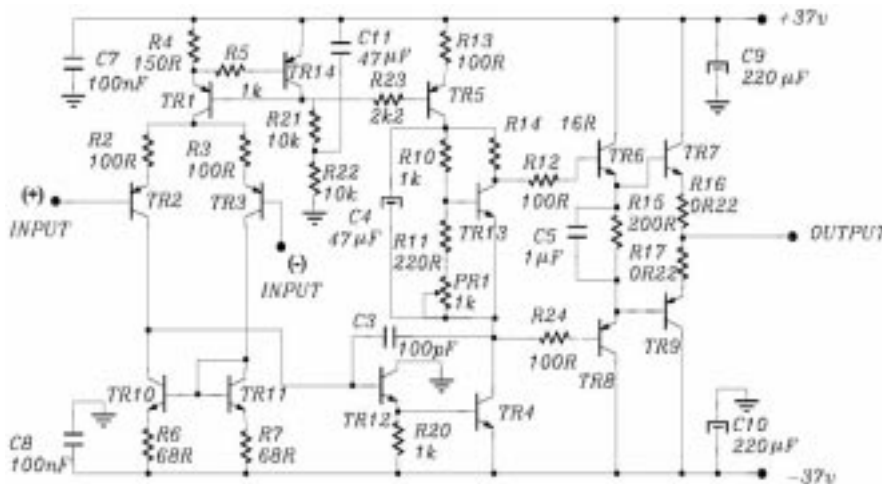 +37v
R4
150R
R5
1k
TR14
C11
47µF
R13
100R
C7
100nF
R23
2k2
TR5
C9
220µF
TR1
R21
10k
R14 16R
TR6
TR7
R2
100R
R3
100R
R10
1k
R12
100R
R22
10k
TR13
R16
0R22
(+)
INPUT
TR2
TR3
C4
47µF
R11
220R
C5
1µF
R15
200R
R17
0R22
OUTPUT
(-)
INPUT
PR1
1k
C3
100pF
R24
100R
TR8
TR9
TR10
TR11
TR12
TR4
C8
100nF
R6
68R
R7
68R
R20
1k
C10
220µF
-37v